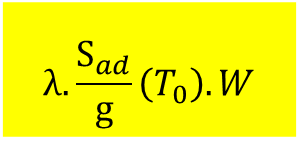 λ. S_ad/g (T_0). W